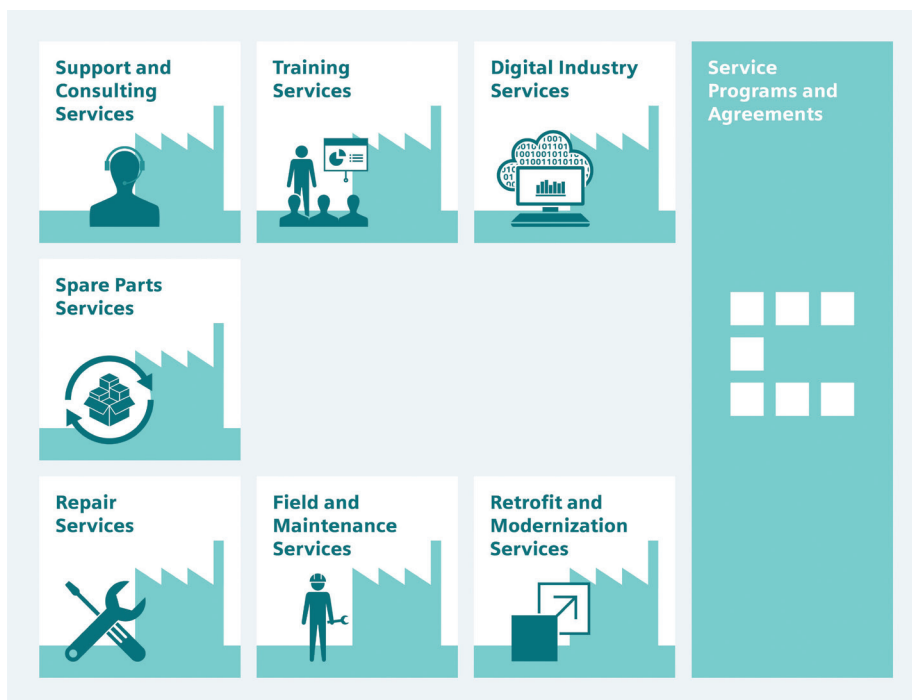 Support and
Consulting
Services
Training
Services
Digital Industry
Services
Service
Programs and
Agreements
Spare Parts
Services
Repair
Services
Field and
Maintenance
Services
Retrofit and
Modernization
Services